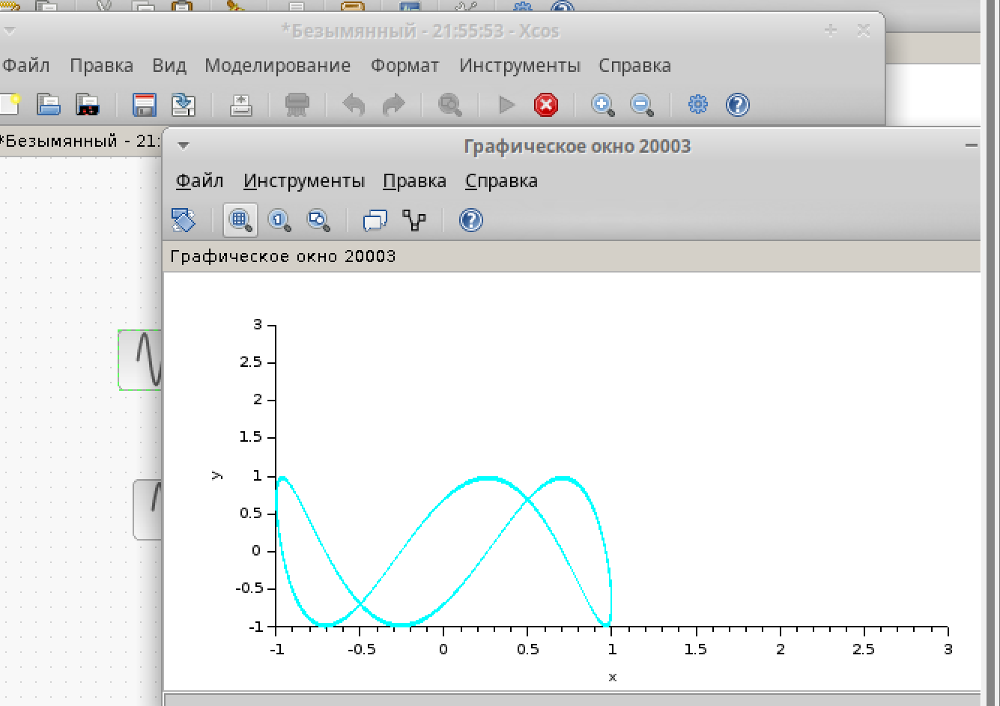 *Безымянный - 21:55:53 - Xcos
Файл Правка Вид Моделирование Формат Инструменты Справка
*Безымянный - 21:
Графическое окно 20003
Файл Инструменты Правка Справка
Графическое окно 20003
3
2.5
2
1.5
y
1
0.5
0
-0.5
-1
-1 -0.5 0 0.5 1 1.5 2 2.5 3
x